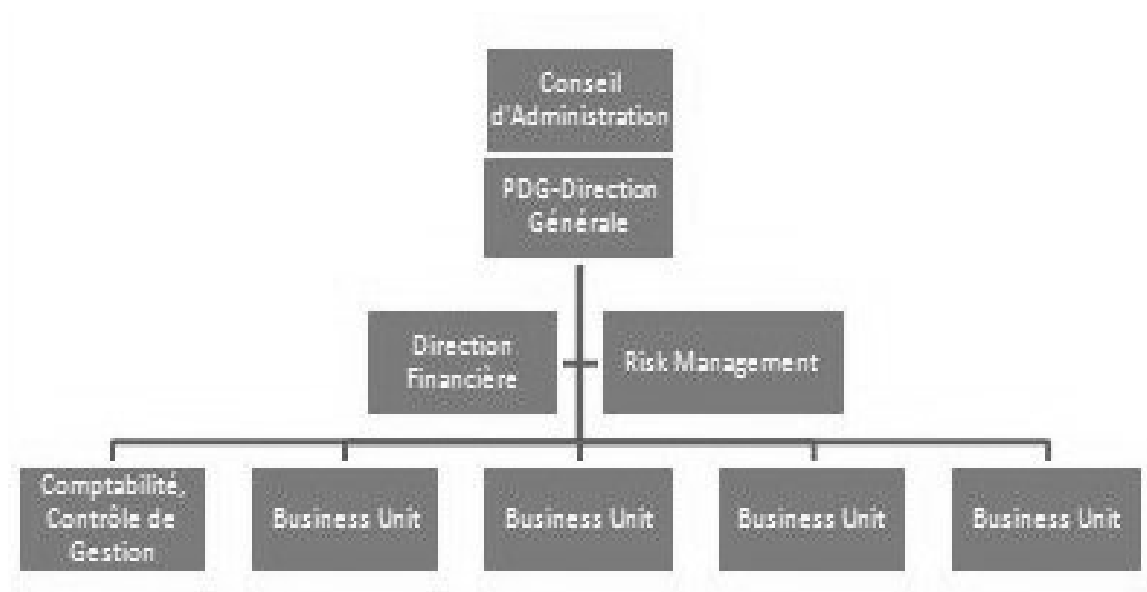 Conseil
d'Administration
PDG-Direction
Générale
Direction
Financière
Risk Management
Comptabilité,
Contrôle de
Gestion
Business Unit
Business Unit
Business Unit
Business Unit